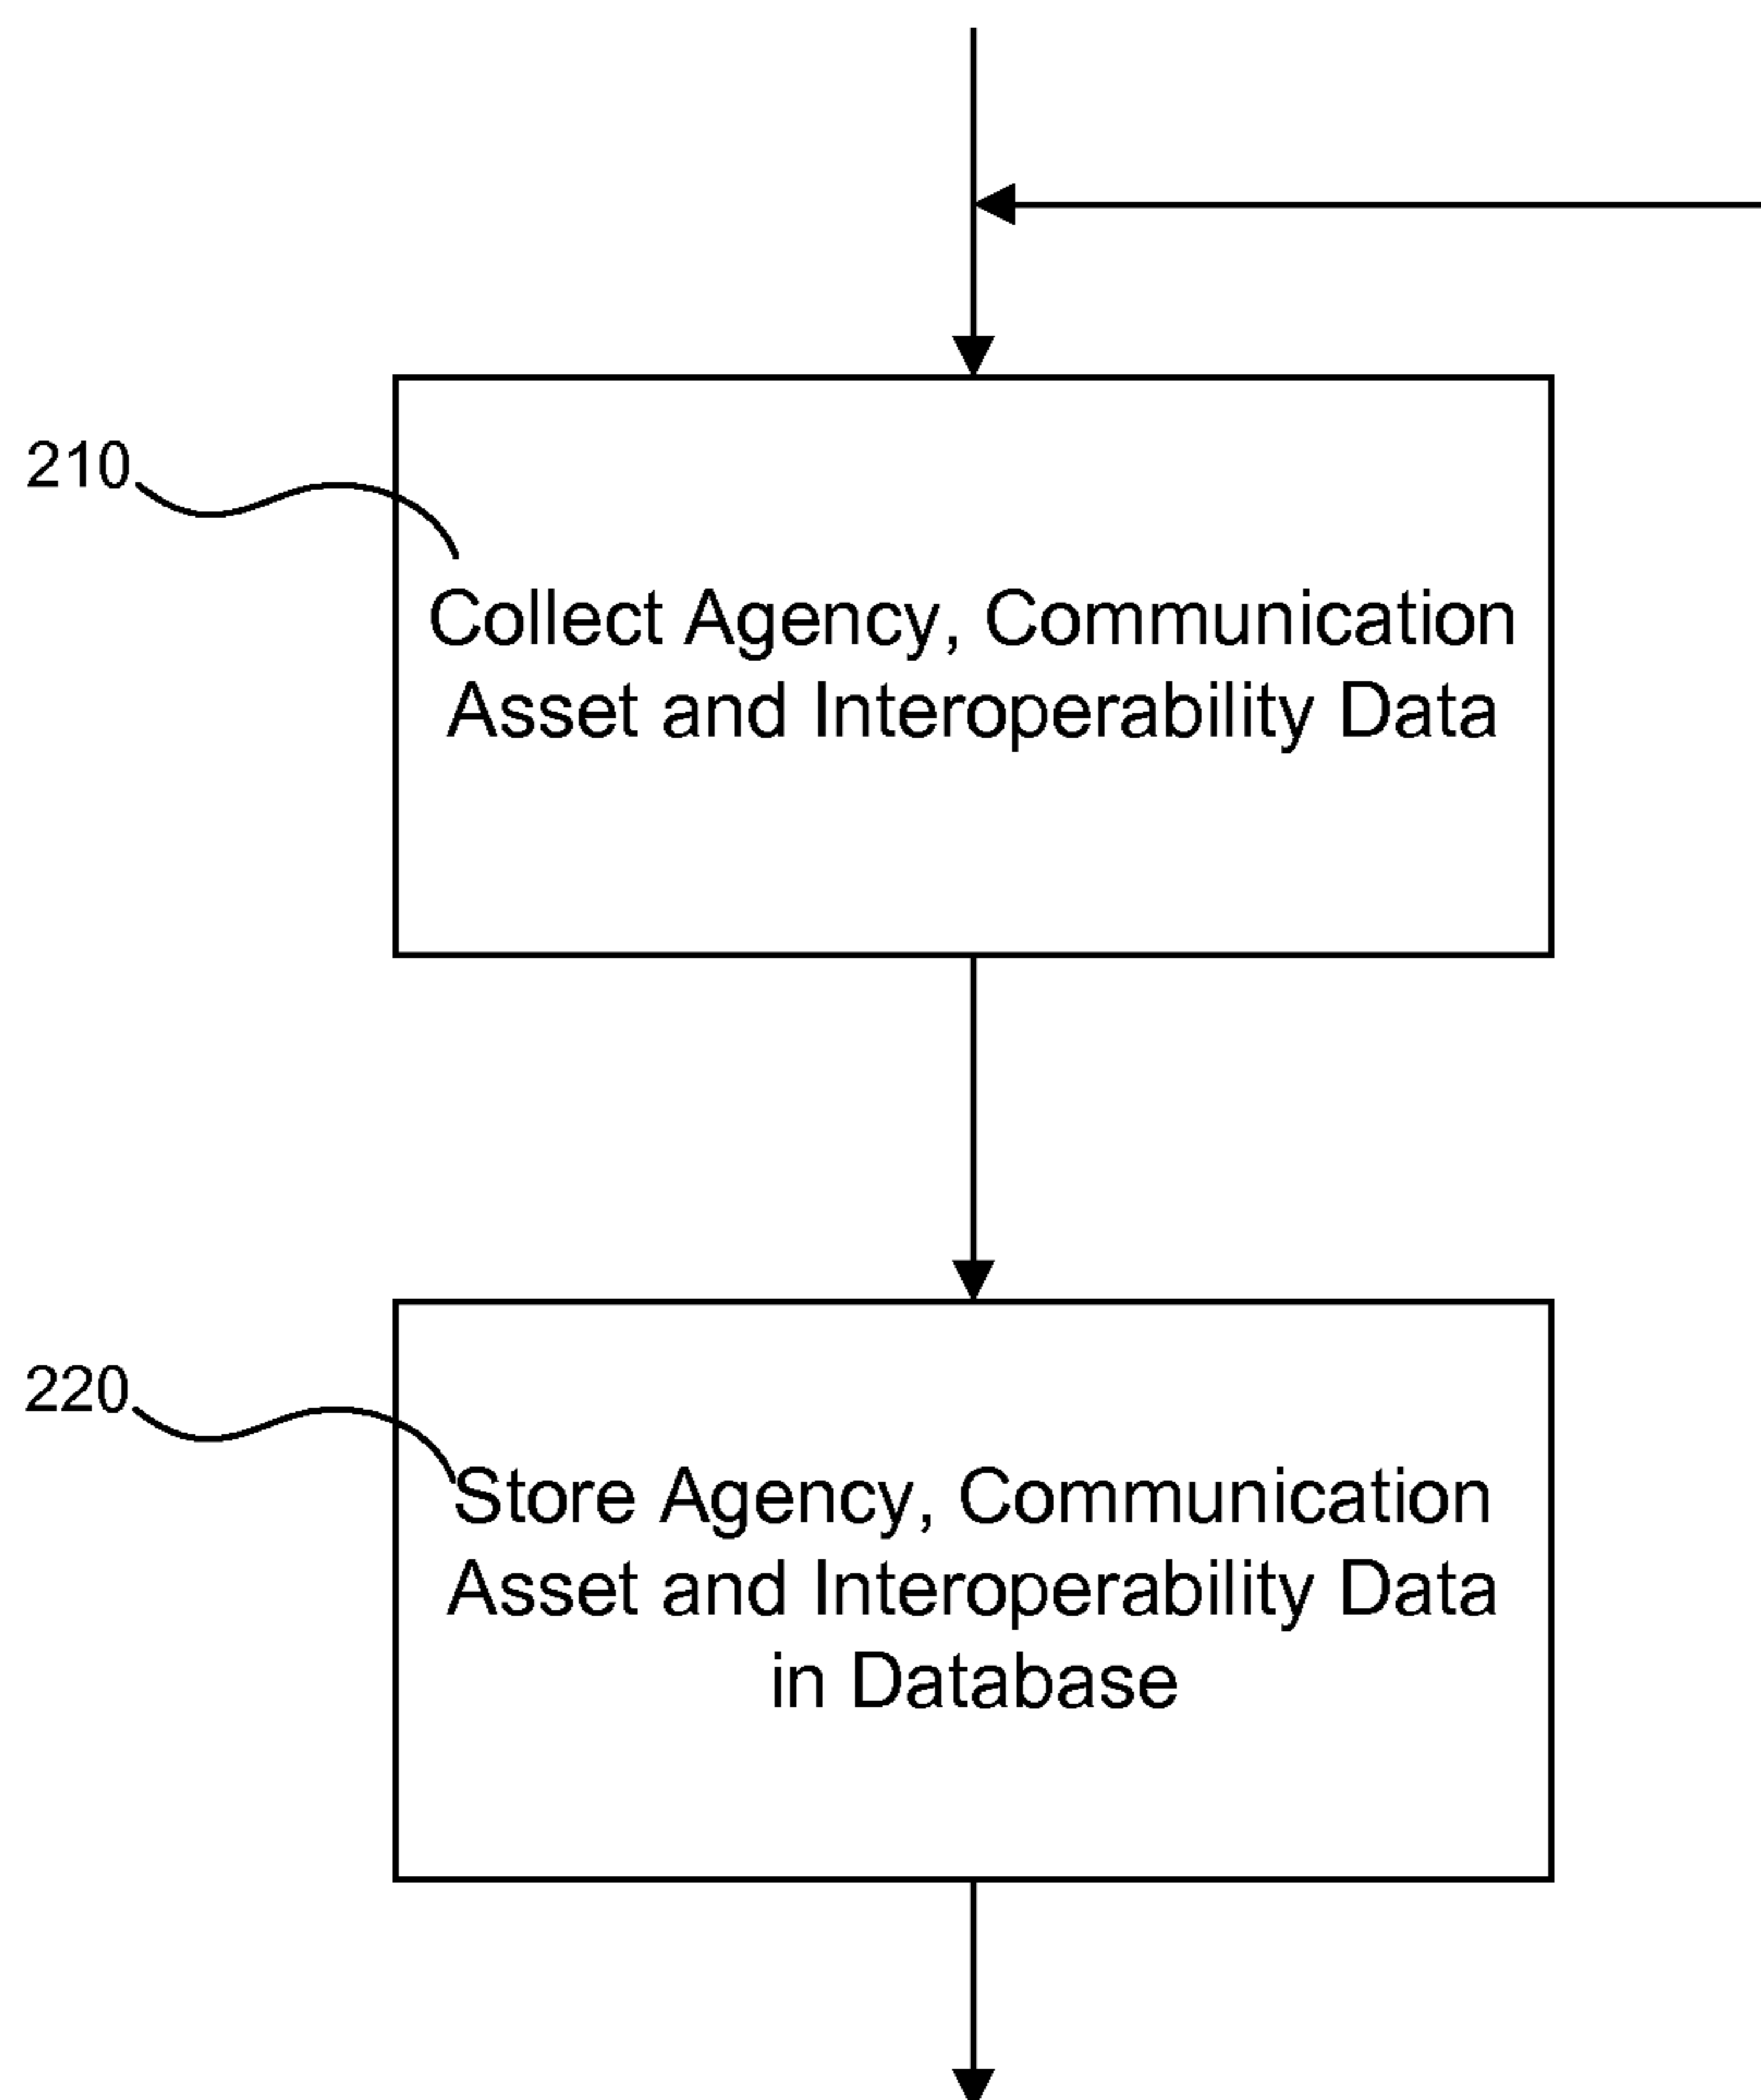 210
Collect Agency, Communication
Asset and Interoperability Data
220
Store Agency, Communication
Asset and Interoperability Data
in Database